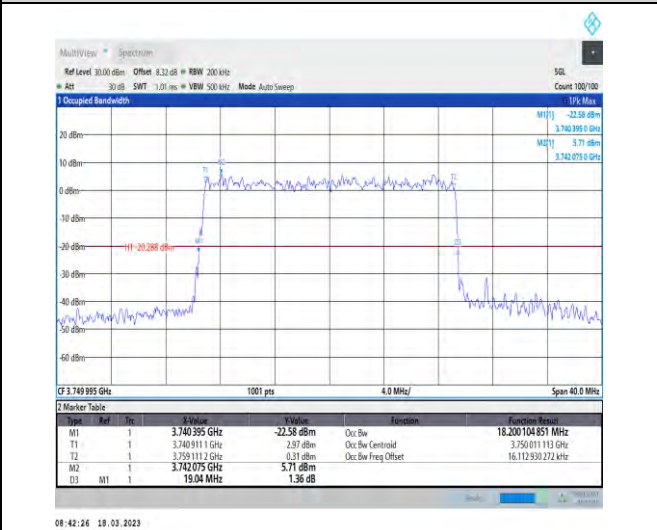 MultiView Spectrum
Ref Level 30.00 dBm Offset 8.32 dB RBW 200 kHz SGL
Att 30 dB SWT 1.01 ms VBW 500 kHz Mode Auto Sweep Count 100/100
1 Occupied Bandwidth 1Pk Max
M1[1] -22.58 dBm
3.740 395 0 GHz
20 dBm
M2[1] 5.71 dBm
3.742 075 0 GHz
10 dBm
T1 M2 T2
0 dBm
-10 dBm
-20 dBm H1 -20.288 dBm M1 D3
-30 dBm
-40 dBm
-50 dBm
-60 dBm
CF 3.749 995 GHz 1001 pts 4.0 MHz/ Span 40.0 MHz
2 Marker Table
Type Ref Trc X-Value Y-Value Function Function Result
M1 1 3.740 395 GHz -22.58 dBm Occ Bw 18.200 104 851 MHz
T1 1 3.740 911 1 GHz 2.97 dBm Occ Bw Centroid 3.750 011 113 GHz
T2 1 3.759 111 2 GHz 0.31 dBm Occ Bw Freq Offset 16.112 930 272 kHz
M2 1 3.742 075 GHz 5.71 dBm
D3 M1 1 19.04 MHz 1.36 dB
08:42:26 18.03.2023